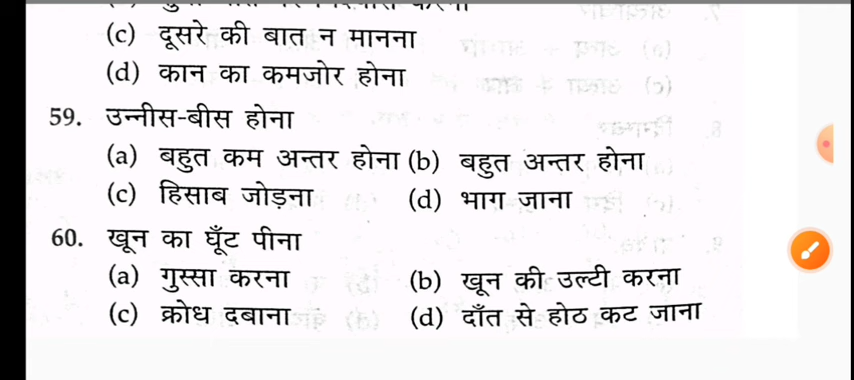 (c) दूसरे की बात न मानना
(d) कान का कमजोर होना
59. उन्नीस-बीस होना
(a) बहुत कम अन्तर होना (b) बहुत अन्तर होना
(c) हिसाब जोड़ना (d) भाग जाना
60. खून का घूँट पीना
(a) गुस्सा करना (b) खून की उल्टी करना
(c) क्रोध दबाना (d) दाँत से होठ कट जाना